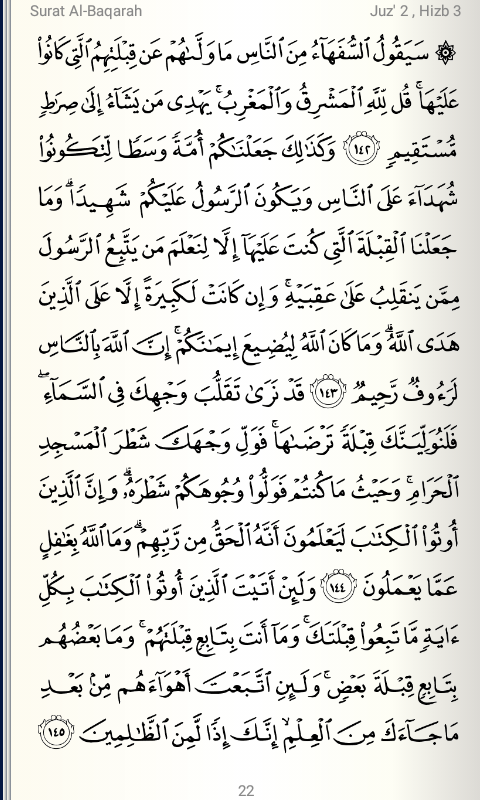 Surat Al-Baqarah
Juz' 2 , Hizb 3
۞ سَيَقُولُ ٱلسُّفَهَآءُ مِنَ ٱلنَّاسِ مَا وَلَّىٰهُمْ عَن قِبْلَتِهِمُ ٱلَّتِى كَانُوا۟
عَلَيْهَا ۚ قُل لِّلَّهِ ٱلْمَشْرِقُ وَٱلْمَغْرِبُ ۚ يَهْدِى مَن يَشَآءُ إِلَىٰ صِرَٰطٍ
مُّسْتَقِيمٍ ١٤٢ وَكَذَٰلِكَ جَعَلْنَٰكُمْ أُمَّةً وَسَطًا لِّتَكُونُوا۟
شُهَدَآءَ عَلَى ٱلنَّاسِ وَيَكُونَ ٱلرَّسُولُ عَلَيْكُمْ شَهِيدًا ۗ وَمَا
جَعَلْنَا ٱلْقِبْلَةَ ٱلَّتِى كُنتَ عَلَيْهَآ إِلَّا لِنَعْلَمَ مَن يَتَّبِعُ ٱلرَّسُولَ
مِمَّن يَنقَلِبُ عَلَىٰ عَقِبَيْهِ ۚ وَإِن كَانَتْ لَكَبِيرَةً إِلَّا عَلَى ٱلَّذِينَ
هَدَى ٱللَّهُ ۗ وَمَا كَانَ ٱللَّهُ لِيُضِيعَ إِيمَٰنَكُمْ ۚ إِنَّ ٱللَّهَ بِٱلنَّاسِ
لَرَءُوفٌ رَّحِيمٌ ١٤٣ قَدْ نَرَىٰ تَقَلُّبَ وَجْهِكَ فِى ٱلسَّمَآءِ ۖ
فَلَنُوَلِّيَنَّكَ قِبْلَةً تَرْضَىٰهَا ۚ فَوَلِّ وَجْهَكَ شَطْرَ ٱلْمَسْجِدِ
ٱلْحَرَامِ ۚ وَحَيْثُ مَا كُنتُمْ فَوَلُّوا۟ وُجُوهَكُمْ شَطْرَهُۥ ۗ وَإِنَّ ٱلَّذِينَ
أُوتُوا۟ ٱلْكِتَٰبَ لَيَعْلَمُونَ أَنَّهُ ٱلْحَقُّ مِن رَّبِّهِمْ ۗ وَمَا ٱللَّهُ بِغَٰفِلٍ
عَمَّا يَعْمَلُونَ ١٤٤ وَلَئِنْ أَتَيْتَ ٱلَّذِينَ أُوتُوا۟ ٱلْكِتَٰبَ بِكُلِّ
ءَايَةٍ مَّا تَبِعُوا۟ قِبْلَتَكَ ۚ وَمَآ أَنتَ بِتَابِعٍ قِبْلَتَهُمْ ۚ وَمَا بَعْضُهُم
بِتَابِعٍ قِبْلَةَ بَعْضٍ ۚ وَلَئِنِ ٱتَّبَعْتَ أَهْوَآءَهُم مِّنۢ بَعْدِ
مَا جَآءَكَ مِنَ ٱلْعِلْمِ ۙ إِنَّكَ إِذًا لَّمِنَ ٱلظَّٰلِمِينَ ١٤٥
22